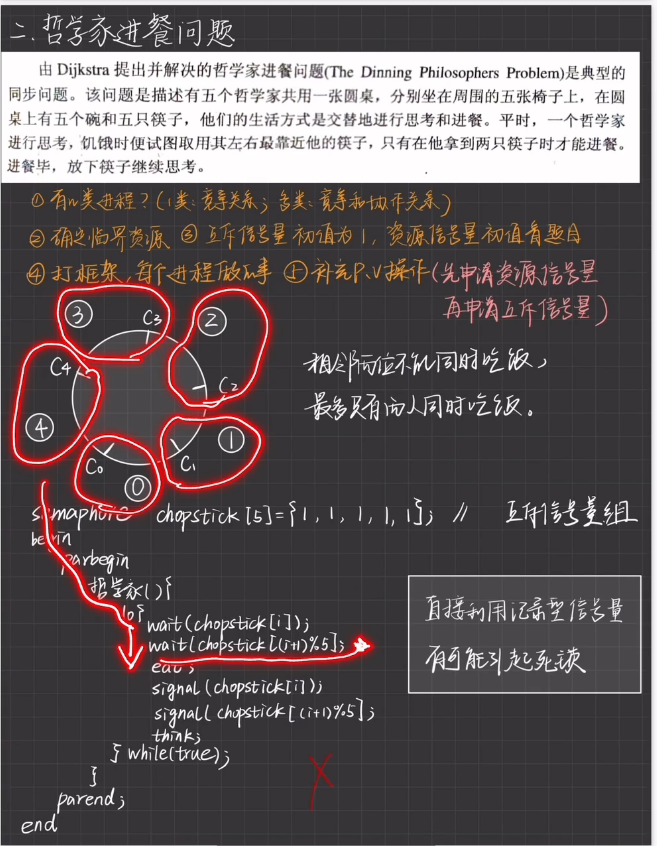 二.哲学家进餐问题
由 Dijkstra 提出并解决的哲学家进餐问题(The Dinning Philosophers Problem)是典型的
同步问题。该问题是描述有五个哲学家共用一张圆桌，分别坐在周围的五张椅子上，在圆
桌上有五个碗和五只筷子，他们的生活方式是交替地进行思考和进餐。平时，一个哲学家
进行思考，饥饿时便试图取用其左右最靠近他的筷子，只有在他拿到两只筷子时才能进餐。
进餐毕，放下筷子继续思考。
① 有几类进程？(1类：竞争关系；多类：竞争和协作关系)
② 确定临界资源 ③ 互斥信号量初值为1，资源信号量初值看题目
④ 打框架，每个进程做的事 补充P、V操作(先申请资源信号量
再申请互斥信号量)
③ C3 ②
C4 C2
④ ①
C0 C1
⓪
相邻两位不能同时吃饭，
最多只有两人同时吃饭。
semaphore chopstick[5]={1,1,1,1,1}; // 互斥信号量组
begin
parbegin
哲学家(){
do{
wait(chopstick[i]);
wait(chopstick[(i+1)%5];
eat;
signal(chopstick[i]);
signal(chopstick[(i+1)%5];
think;
} while(true);
}
parend;
end
直接利用记录型信号量
有可能引起死锁